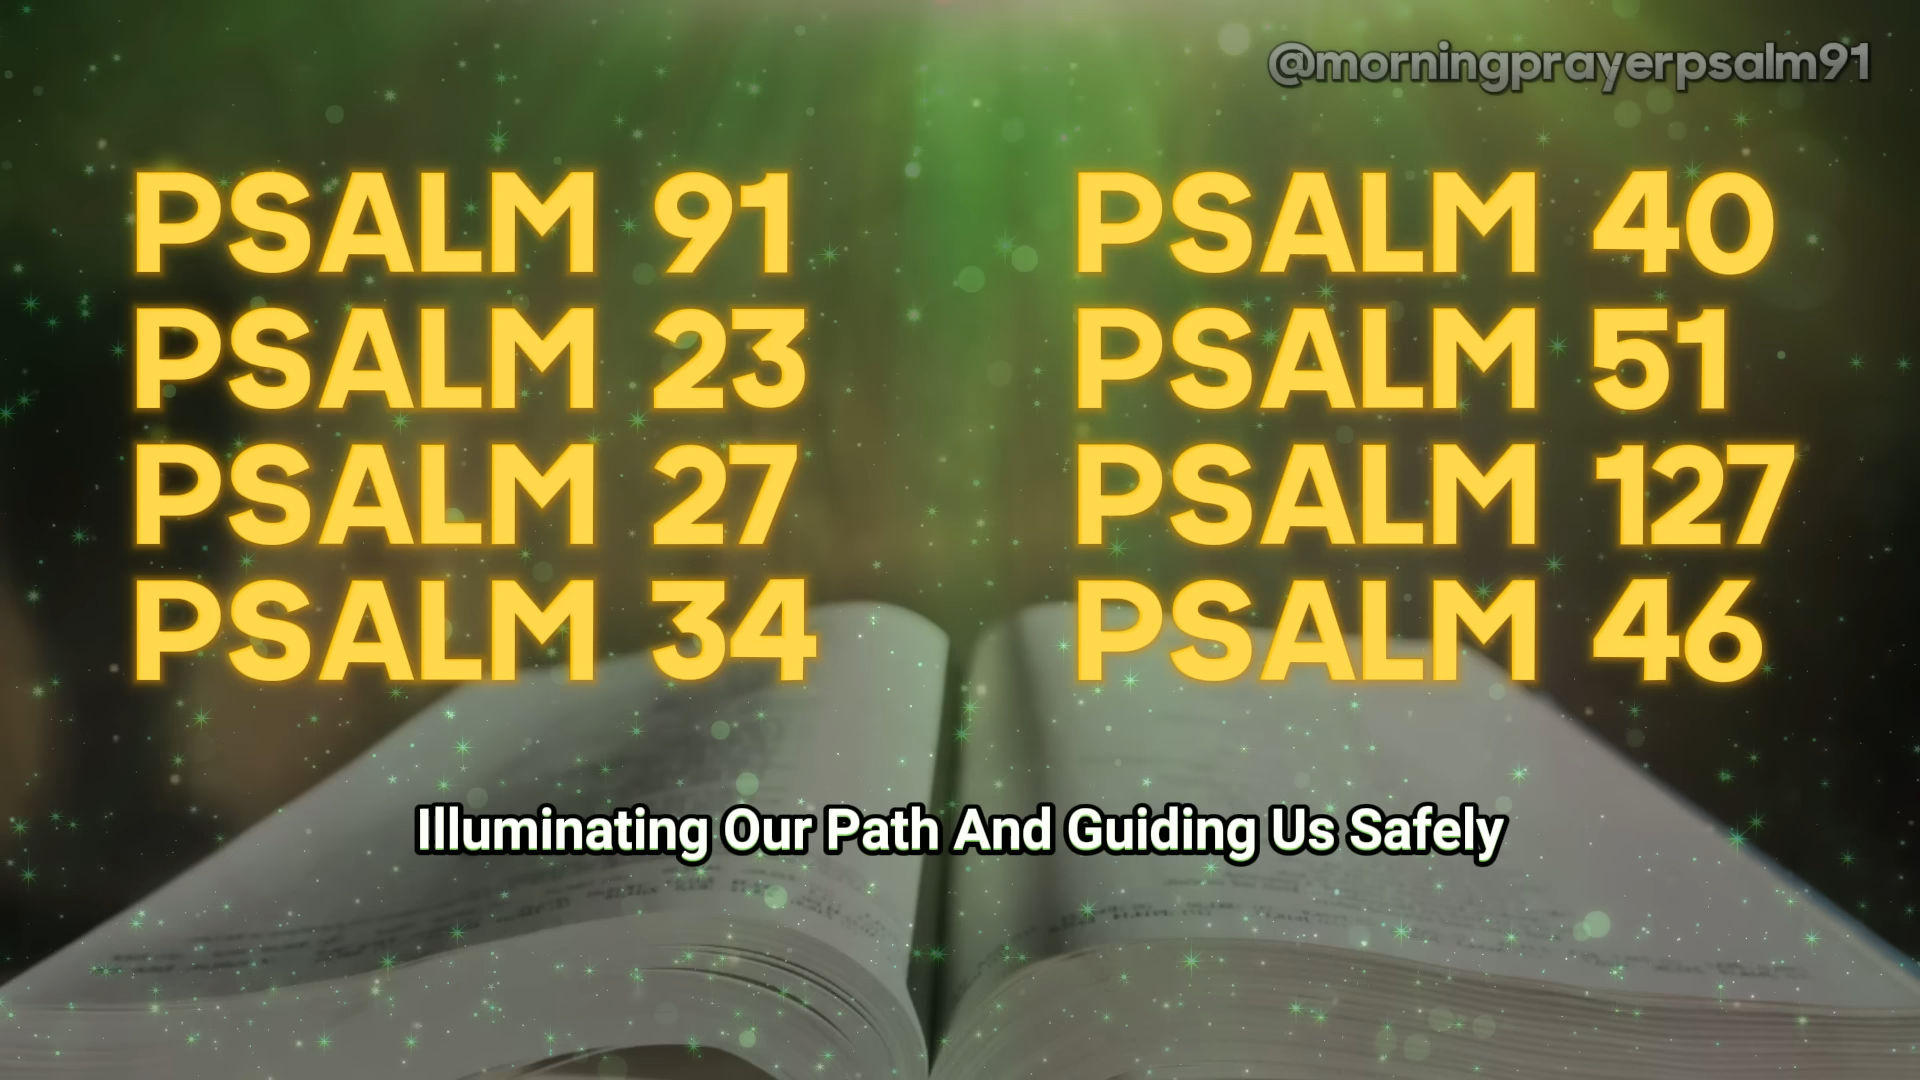 @morningprayerpsalm91
PSALM 91
PSALM 23
PSALM 27
PSALM 34
PSALM 40
PSALM 51
PSALM 127
PSALM 46
Illuminating Our Path And Guiding Us Safely